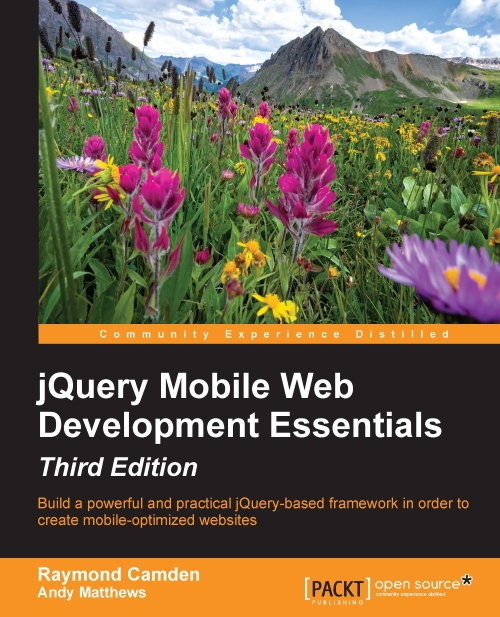 Community Experience Distilled
jQuery Mobile Web
Development Essentials
Third Edition
Build a powerful and practical jQuery-based framework in order to
create mobile-optimized websites
Raymond Camden
Andy Matthews
[PACKT] open source*
PUBLISHING community experience distilled